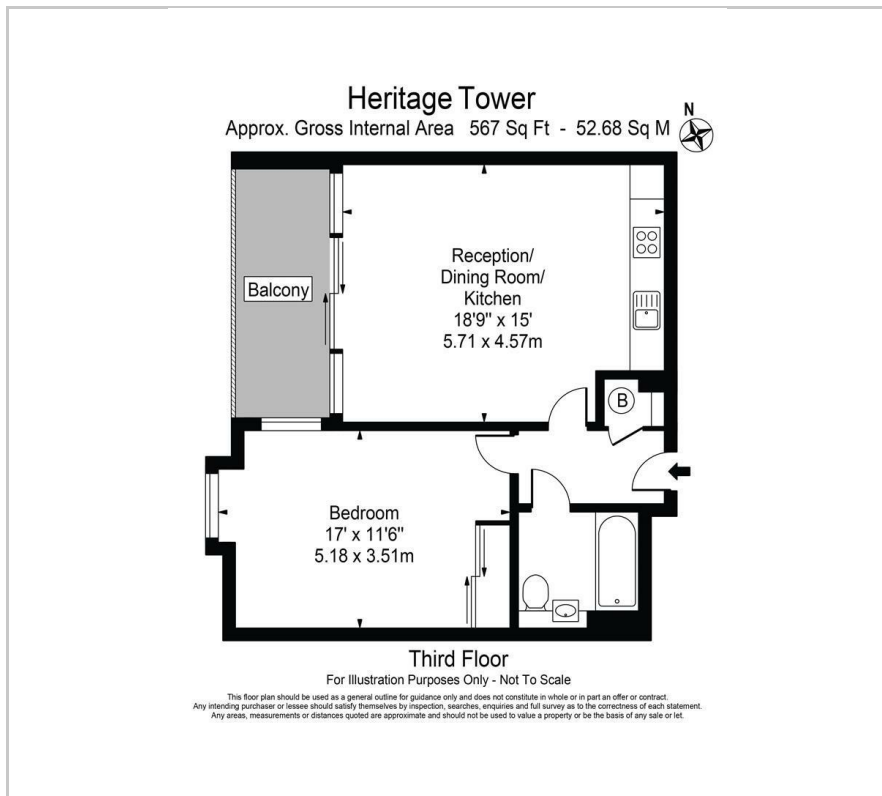 Heritage Tower
Approx. Gross Internal Area 567 Sq Ft - 52.68 Sq M
N
Reception/
Dining Room/
Kitchen
18'9" x 15'
5.71 x 4.57m
Balcony
B
Bedroom
17' x 11'6"
5.18 x 3.51m
Third Floor
For Illustration Purposes Only - Not To Scale
This floor plan should be used as a general outline for guidance only and does not constitute in whole or in part an offer or contract.
Any intending purchaser or lessee should satisfy themselves by inspection, searches, enquiries and full survey as to the correctness of each statement.
Any areas, measurements or distances quoted are approximate and should not be used to value a property or be the basis of any sale or let.